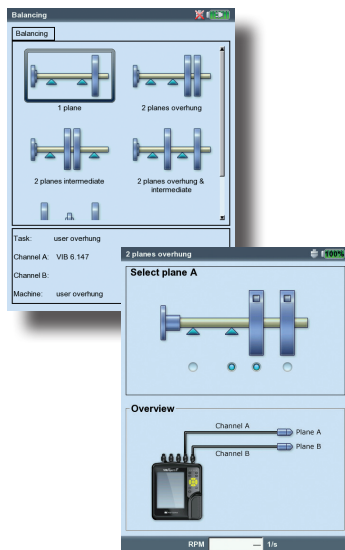 Balancing
Balancing
1 plane
2 planes overhung
2 planes intermediate
2 planes overhung &
intermediate
Task: user overhung
Channel A: VIB 6.147
Channel B:
Machine: user overhung
2 planes overhung
100%
Select plane A
Overview
Channel A
Plane A
Plane B
Channel B
RPM — 1/s